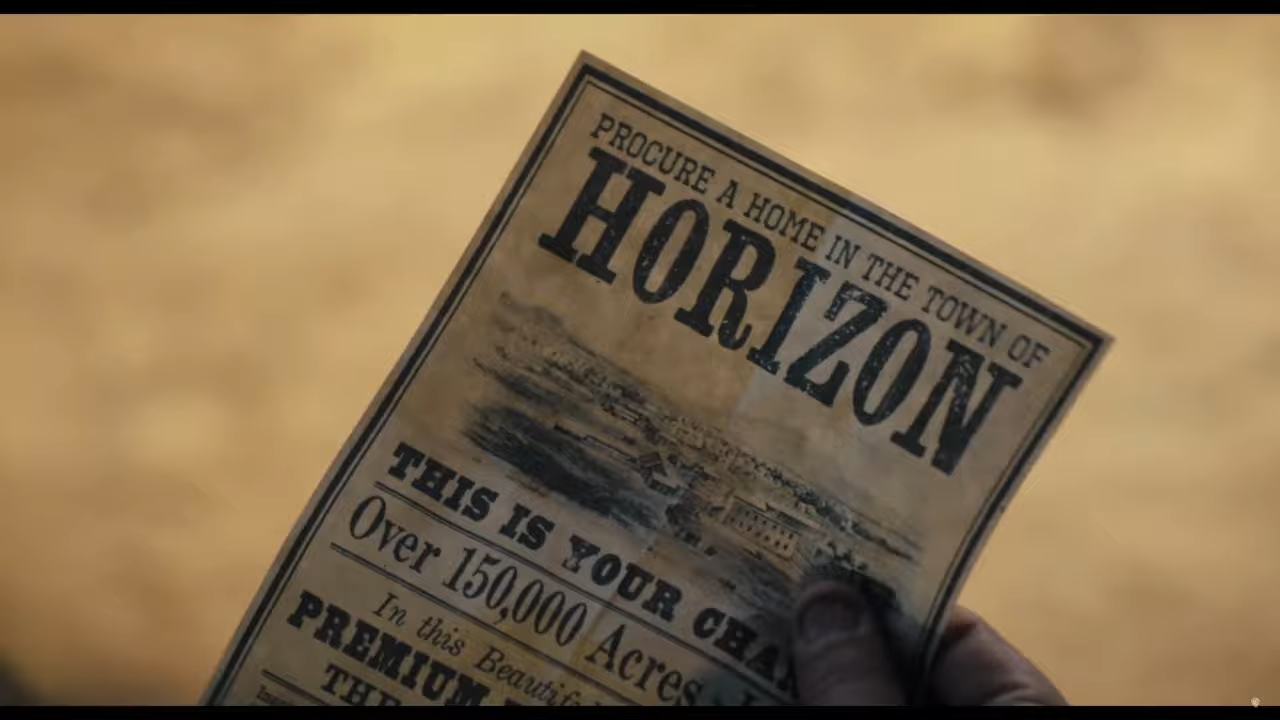 PROCURE A HOME IN THE TOWN OF
HORIZON
THIS IS YOUR CHA
Over 150,000 Acres
In this Beautif
PREMIUM
THE